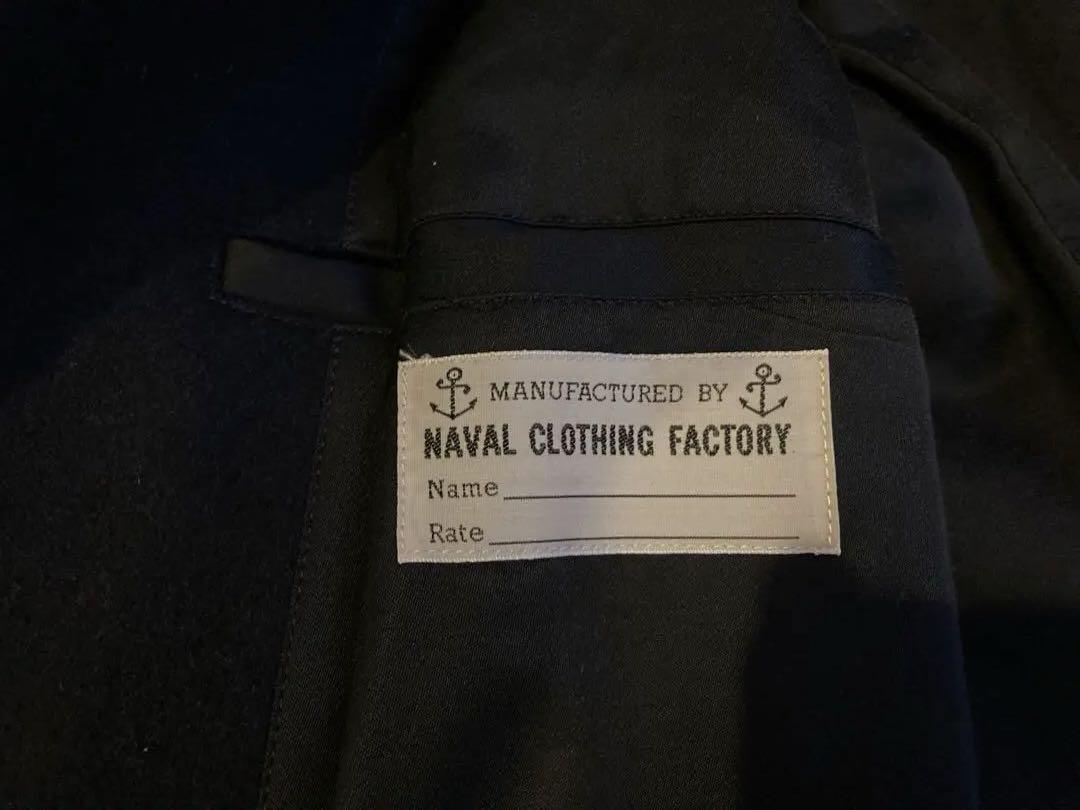 MANUFACTURED BY
NAVAL CLOTHING FACTORY
Name
Rate